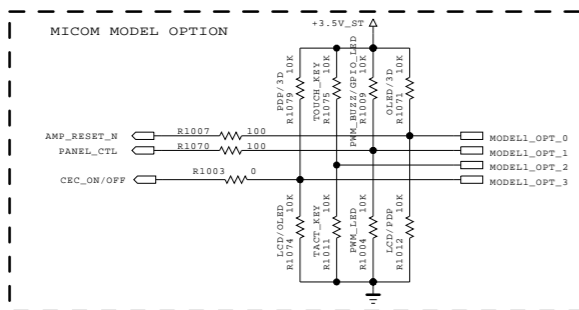 MICOM MODEL OPTION
+3.5V_ST
PDP/3D
R1079 10K
TOUCH_KEY
R1075 10K
PWM_BUZZ/GPIO_LED
R1009 10K
OLED/3D
R1071 10K
AMP_RESET_N
R1007 100
MODEL1_OPT_0
PANEL_CTL
R1070 100
MODEL1_OPT_1
MODEL1_OPT_2
CEC_ON/OFF
R1003 0
MODEL1_OPT_3
LCD/OLED
R1074 10K
TACT_KEY
R1011 10K
PWM_LED
R1004 10K
LCD/PDP
R1012 10K